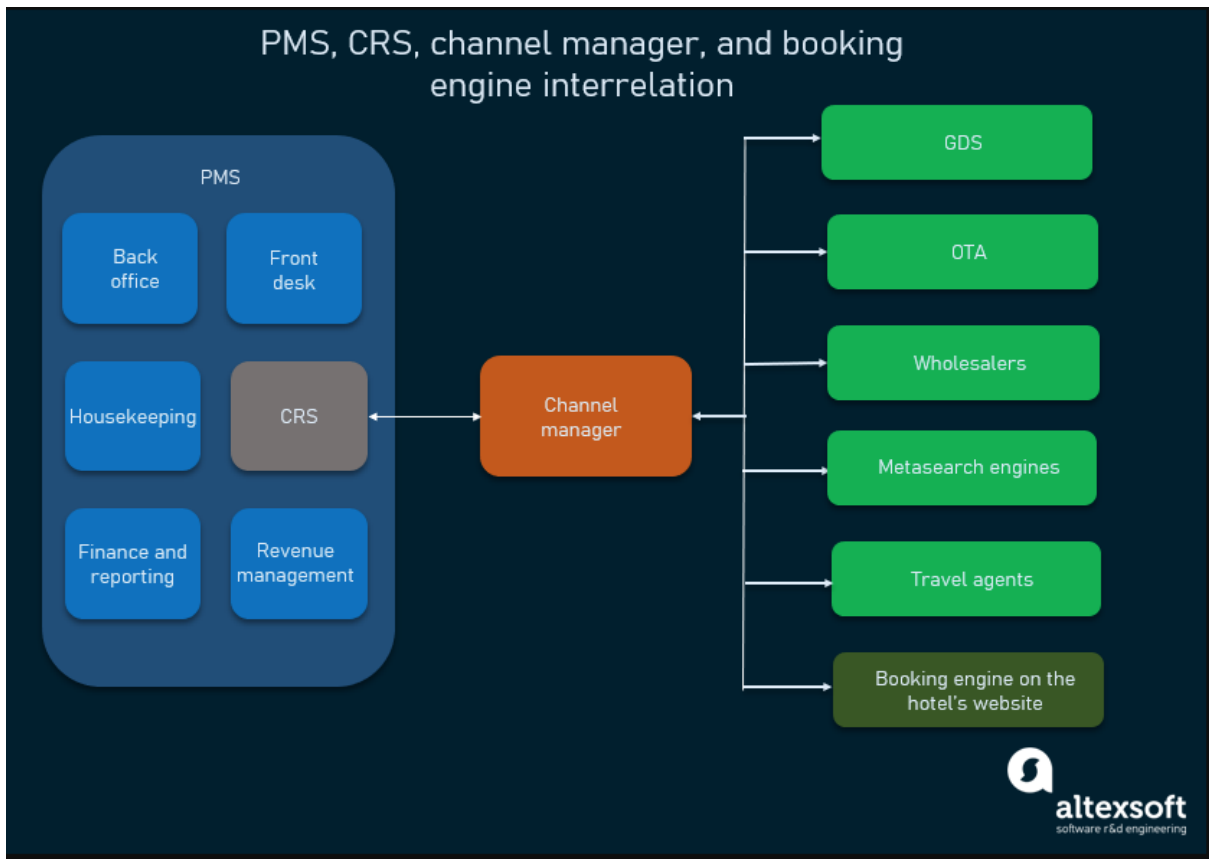 PMS, CRS, channel manager, and booking
engine interrelation
PMS
Back
office
Front
desk
Housekeeping
CRS
Finance and
reporting
Revenue
management
Channel
manager
GDS
OTA
Wholesalers
Metasearch engines
Travel agents
Booking engine on the
hotel's website
altexsoft
software r&d engineering